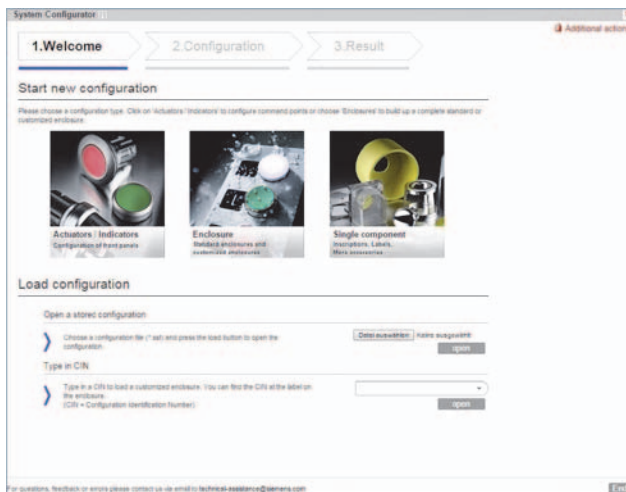 System Configurator
Additional action
1.Welcome
2.Configuration
3.Result
Start new configuration
Please choose a configuration type. Click on 'Actuators / Indicators' to configure command points or choose 'Enclosures' to build up a complete standard or
customized enclosure.
Actuators / Indicators
Configuration of front panels
Enclosure
Standard enclosures and
customized enclosures
Single component
Inscriptions, Labels,
More accessories
Load configuration
Open a stored configuration
Choose a configuration file (*.sat) and press the load button to open the
configuration.
Datei auswählen
Keine ausgewählt
open
Type in CIN
Type in a CIN to load a customized enclosure. You can find the CIN at the label on
the enclosure.
(CIN = Configuration Identification Number)
open
For questions, feedback or errors please contact us via email to technical-assistance@siemens.com